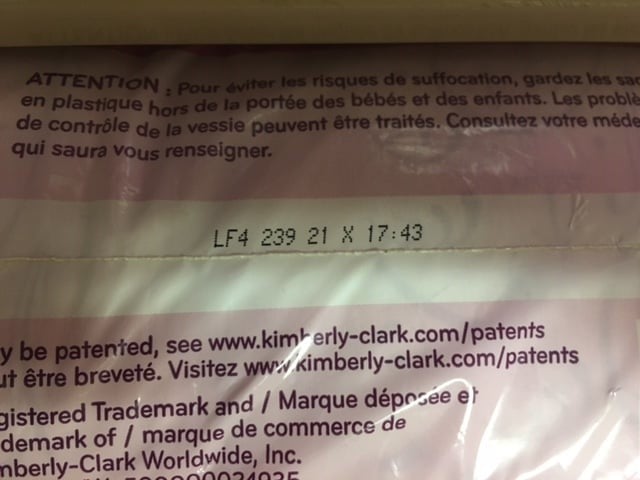 ATTENTION : Pour éviter les risques de suffocation, gardez les sac
en plastique hors de la portée des bébés et des enfants. Les problè
de contrôle de la vessie peuvent être traités. Consultez votre méde
qui saura vous renseigner.
LF4 239 21 X 17:43
y be patented, see www.kimberly-clark.com/patents
ut être breveté. Visitez www.kimberly-clark.com/patents
gistered Trademark and / Marque déposée et
demark of / marque de commerce de
mberly-Clark Worldwide, Inc.